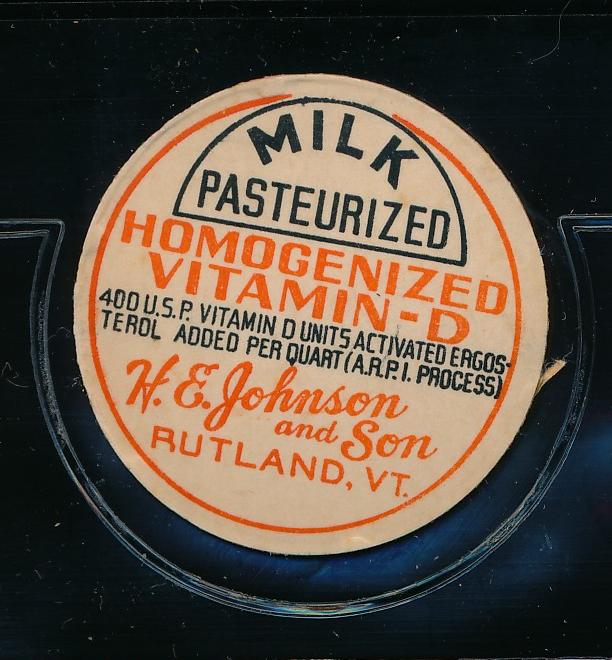 MILK
PASTEURIZED
HOMOGENIZED
VITAMIN-D
400 U.S.P. VITAMIN D UNITS ACTIVATED ERGOS-
TEROL ADDED PER QUART (A.R.P.I. PROCESS)
H. E. Johnson
and Son
RUTLAND, VT.